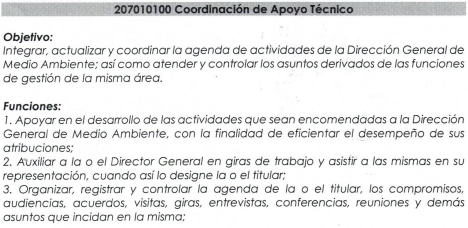 207010100 Coordinación de Apoyo Técnico
Objetivo:
Integrar, actualizar y coordinar la agenda de actividades de la Dirección General de
Medio Ambiente; así como atender y controlar los asuntos derivados de las funciones
de gestión de la misma área.
Funciones:
1. Apoyar en el desarrollo de las actividades que sean encomendadas a la Dirección
General de Medio Ambiente, con la finalidad de eficientar el desempeño de sus
atribuciones;
2. Auxiliar a la o el Director General en giras de trabajo y asistir a las mismas en su
representación, cuando así lo designe la o el titular;
3. Organizar, registrar y controlar la agenda de la o el titular, los compromisos,
audiencias, acuerdos, visitas, giras, entrevistas, conferencias, reuniones y demás
asuntos que incidan en la misma;